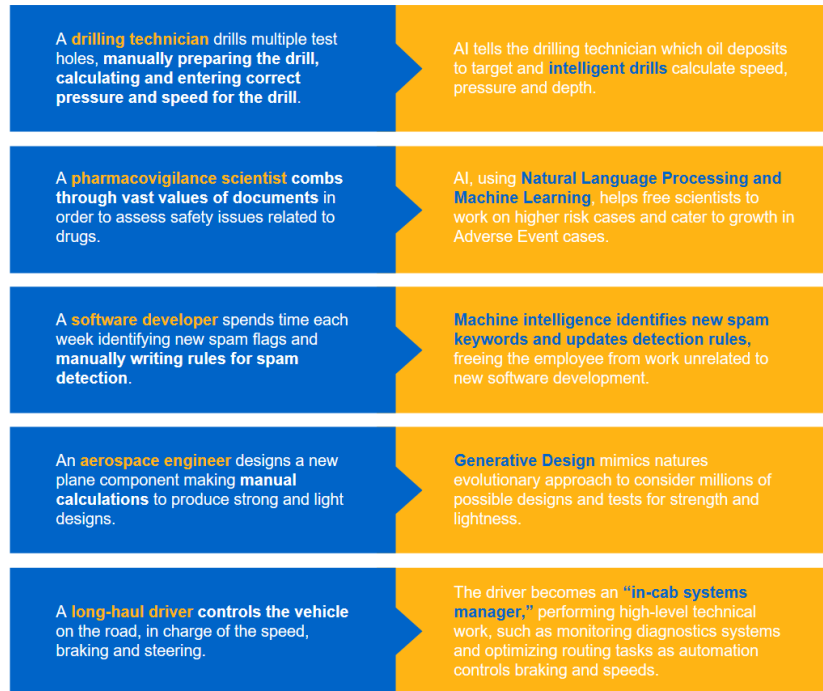 A drilling technician drills multiple test
holes, manually preparing the drill,
calculating and entering correct
pressure and speed for the drill.
AI tells the drilling technician which oil deposits
to target and intelligent drills calculate speed,
pressure and depth.
A pharmacovigilance scientist combs
through vast values of documents in
order to assess safety issues related to
drugs.
AI, using Natural Language Processing and
Machine Learning, helps free scientists to
work on higher risk cases and cater to growth in
Adverse Event cases.
A software developer spends time each
week identifying new spam flags and
manually writing rules for spam
detection.
Machine intelligence identifies new spam
keywords and updates detection rules,
freeing the employee from work unrelated to
new software development.
An aerospace engineer designs a new
plane component making manual
calculations to produce strong and light
designs.
Generative Design mimics natures
evolutionary approach to consider millions of
possible designs and tests for strength and
lightness.
A long-haul driver controls the vehicle
on the road, in charge of the speed,
braking and steering.
The driver becomes an “in-cab systems
manager,” performing high-level technical
work, such as monitoring diagnostics systems
and optimizing routing tasks as automation
controls braking and speeds.